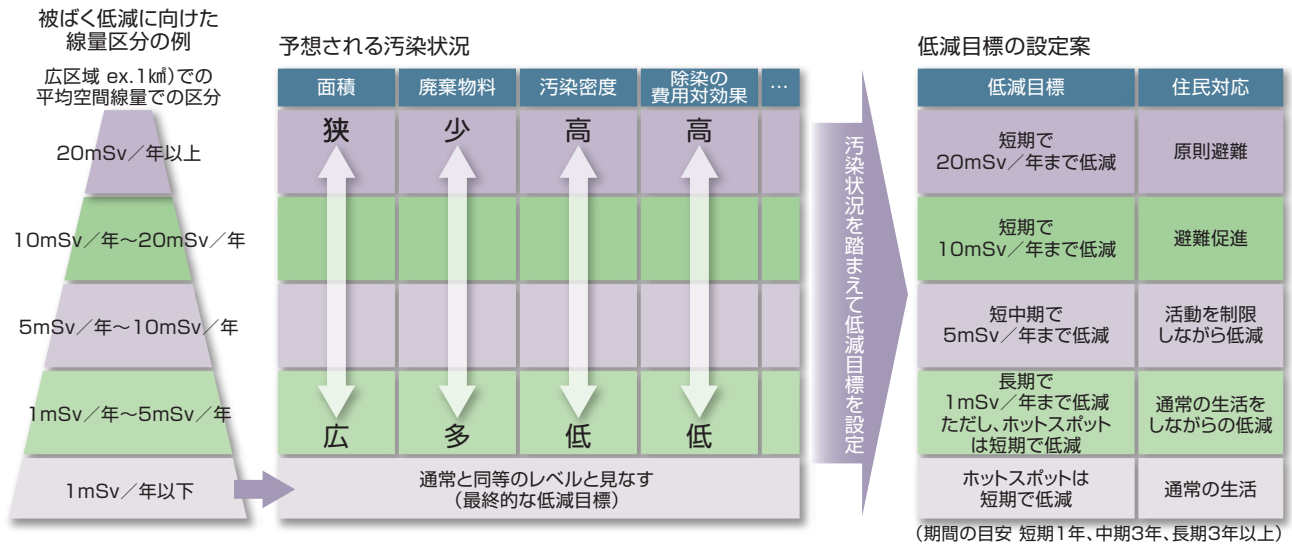 被ばく低減に向けた
線量区分の例
広区域 ex.1㎢)での
平均空間線量での区分
20mSv／年以上
10mSv／年〜20mSv／年
5mSv／年〜10mSv／年
1mSv／年〜5mSv／年
1mSv／年以下
予想される汚染状況
面積
廃棄物料
汚染密度
除染の
費用対効果
…
狭
少
高
高
広
多
低
低
通常と同等のレベルと見なす
（最終的な低減目標）
汚染状況を踏まえて低減目標を設定
低減目標の設定案
低減目標
住民対応
短期で
20mSv／年まで低減
原則避難
短期で
10mSv／年まで低減
避難促進
短中期で
5mSv／年まで低減
活動を制限
しながら低減
長期で
1mSv／年まで低減
ただし、ホットスポット
は短期で低減
通常の生活を
しながらの低減
ホットスポットは
短期で低減
通常の生活
（期間の目安 短期1年、中期3年、長期3年以上）